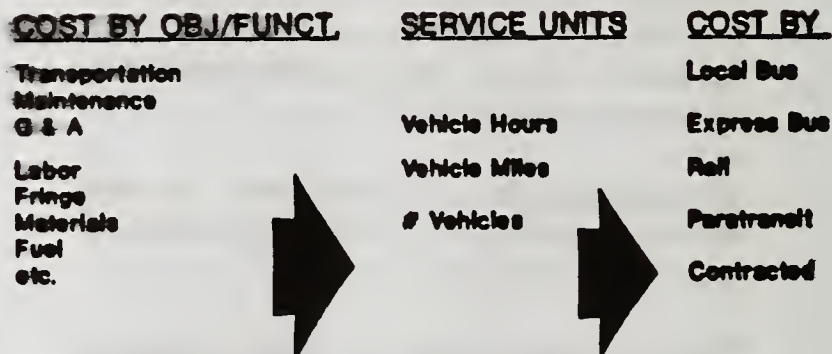 COST BY OBJ/FUNCT.
Transportation
Maintenance
G & A
Labor
Fringe
Materials
Fuel
etc.
SERVICE UNITS
Vehicle Hours
Vehicle Miles
# Vehicles
COST BY
Local Bus
Express Bus
Rail
Paratransit
Contracted